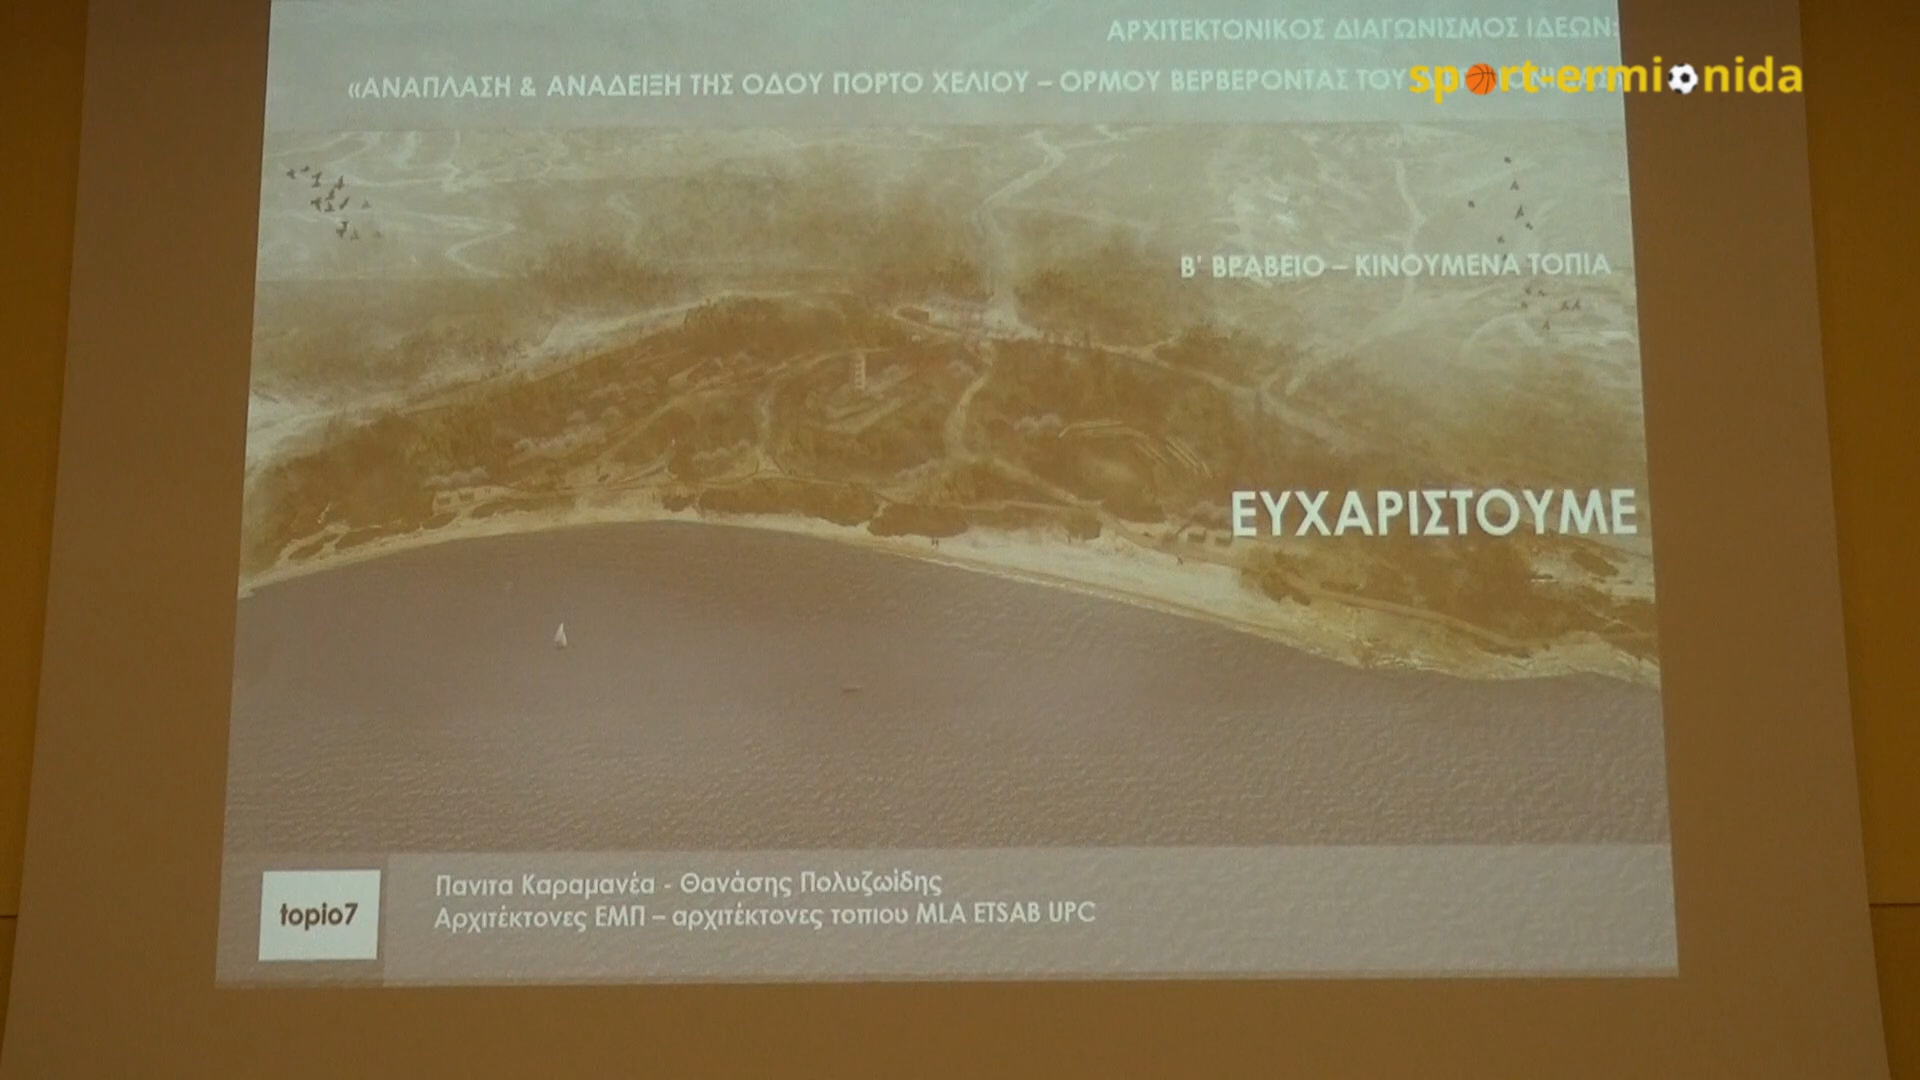 ΑΡΧΙΤΕΚΤΟΝΙΚΟΣ ΔΙΑΓΩΝΙΣΜΟΣ ΙΔΕΩΝ:
«ΑΝΑΠΛΑΣΗ & ΑΝΑΔΕΙΞΗ ΤΗΣ ΟΔΟΥ ΠΟΡΤΟ ΧΕΛΙΟΥ – ΟΡΜΟΥ ΒΕΡΒΕΡΟΝΤΑΣ ΤΟΥ
sport-ermionida
Β' ΒΡΑΒΕΙΟ – ΚΙΝΟΥΜΕΝΑ ΤΟΠΙΑ
ΕΥΧΑΡΙΣΤΟΥΜΕ
topio7
Πανιτα Καραμανέα - Θανάσης Πολυζωίδης
Αρχιτέκτονες ΕΜΠ – αρχιτέκτονες τοπιου MLA ETSAB UPC